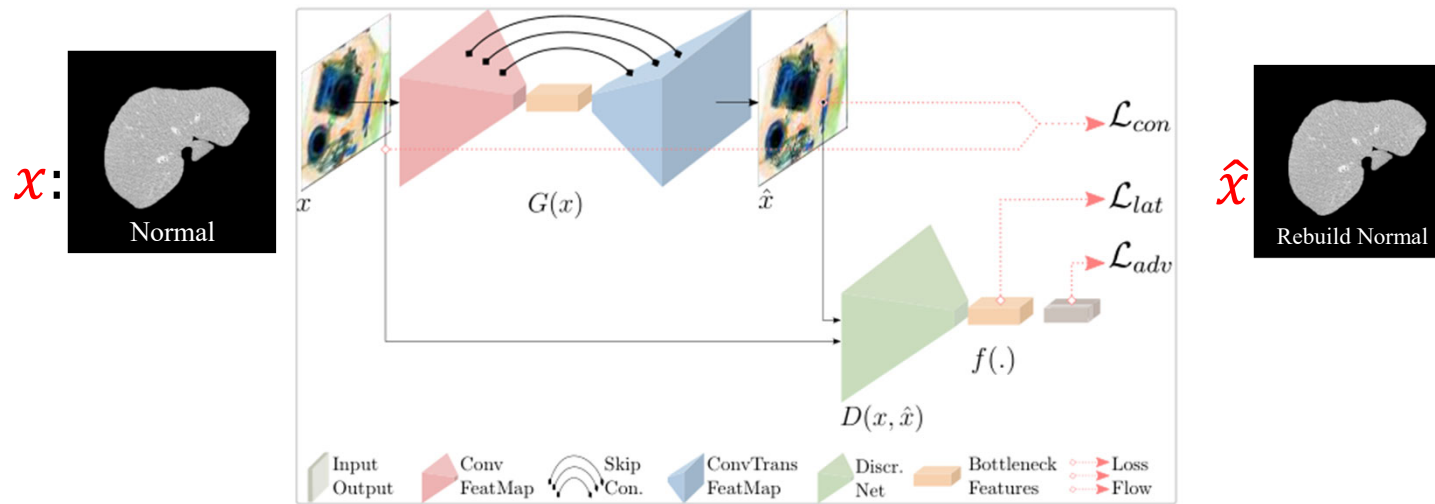 x:
Normal
x
G(x)
x̂
ℒcon
ℒlat
ℒadv
f(.)
D(x, x̂)
x̂
Rebuild Normal
Input
Output
Conv
FeatMap
Skip
Con.
ConvTrans
FeatMap
Discr.
Net
Bottleneck
Features
Loss
Flow